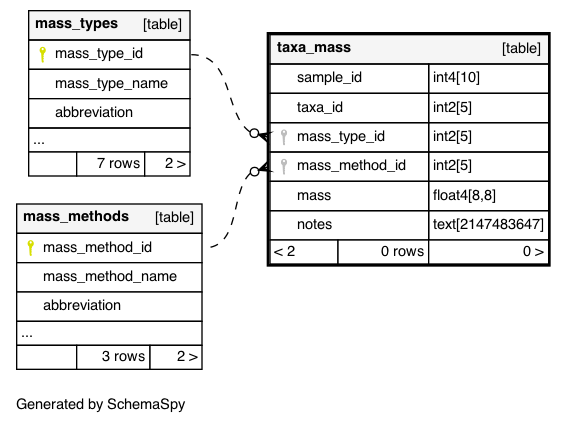 mass_types [table]
mass_type_id
mass_type_name
abbreviation
...
7 rows 2 >
mass_methods [table]
mass_method_id
mass_method_name
abbreviation
...
3 rows 2 >
taxa_mass [table]
sample_id int4[10]
taxa_id int2[5]
mass_type_id int2[5]
mass_method_id int2[5]
mass float4[8,8]
notes text[2147483647]
< 2 0 rows 0 >
Generated by SchemaSpy